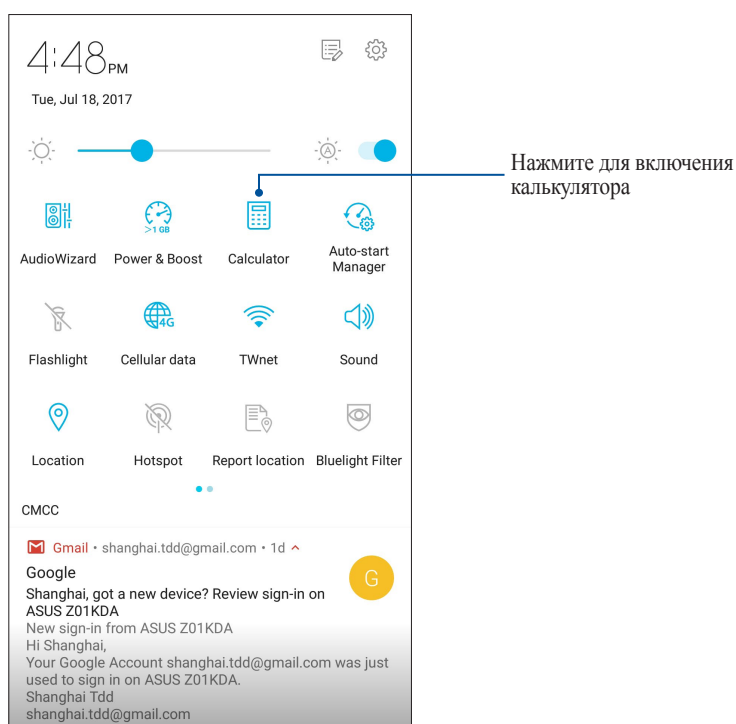 4:48 PM
Tue, Jul 18, 2017
A
Нажмите для включения
калькулятора
>1 GB
AudioWizard Power & Boost Calculator Auto-start
Manager
4G
Flashlight Cellular data TWnet Sound
Location Hotspot Report location Bluelight Filter
CMCC
Gmail • shanghai.tdd@gmail.com • 1d
Google
G
Shanghai, got a new device? Review sign-in on
ASUS Z01KDA
New sign-in from ASUS Z01KDA
Hi Shanghai,
Your Google Account shanghai.tdd@gmail.com was just
used to sign in on ASUS Z01KDA.
Shanghai Tdd
shanghai.tdd@gmail.com